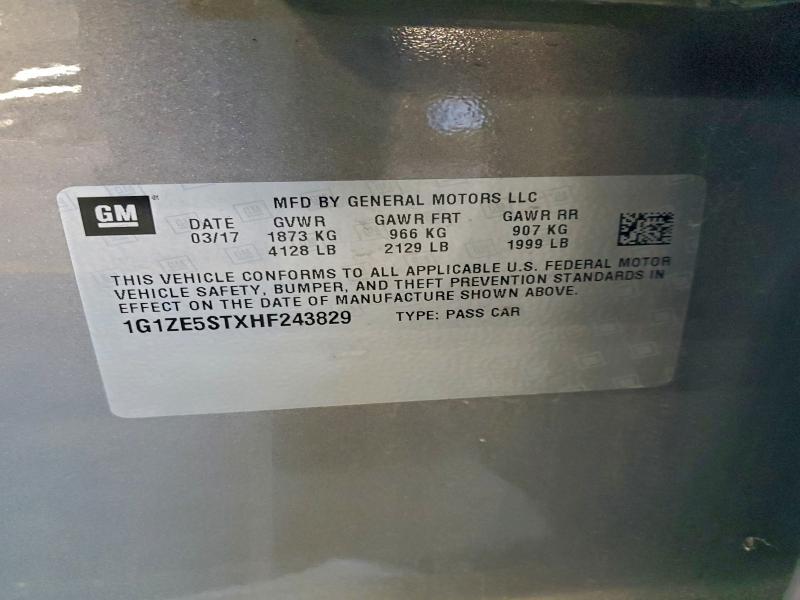 GM
MFD BY GENERAL MOTORS LLC
DATE GVWR GAWR FRT GAWR RR
03/17 1873 KG 966 KG 907 KG
4128 LB 2129 LB 1999 LB
THIS VEHICLE CONFORMS TO ALL APPLICABLE U.S. FEDERAL MOTOR
VEHICLE SAFETY, BUMPER, AND THEFT PREVENTION STANDARDS IN
EFFECT ON THE DATE OF MANUFACTURE SHOWN ABOVE.
1G1ZE5STXHF243829 TYPE: PASS CAR